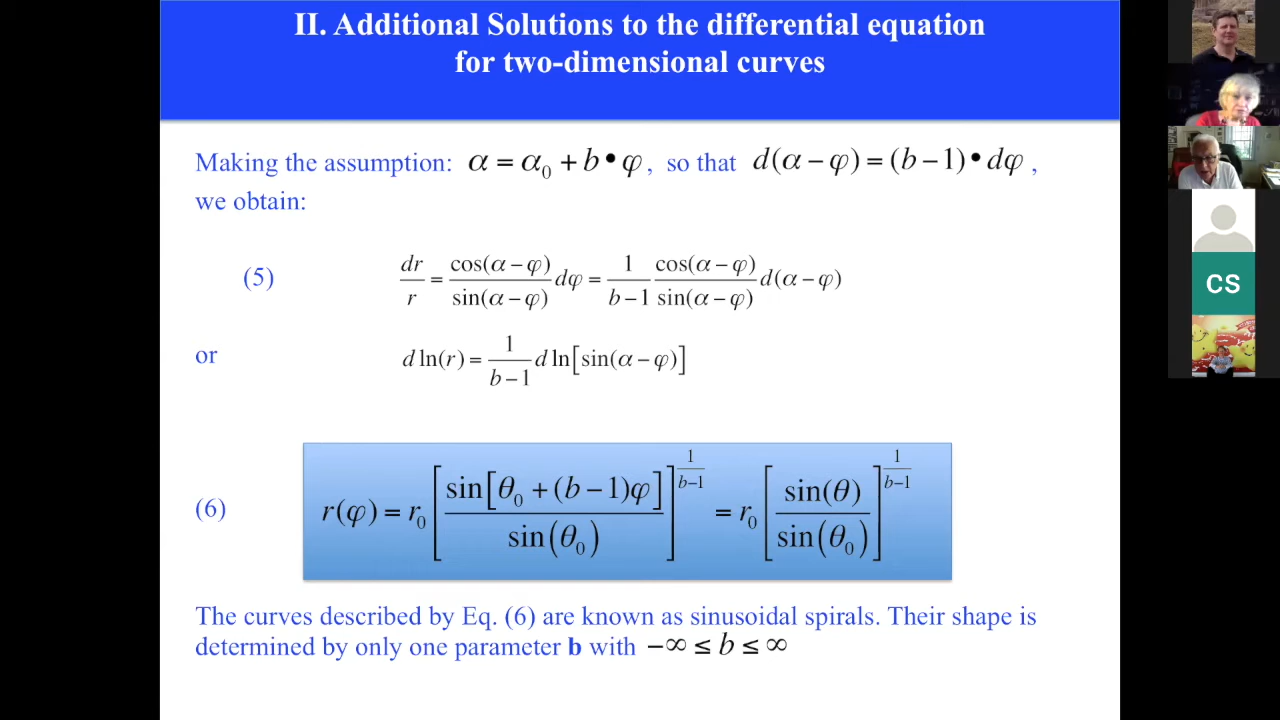 II. Additional Solutions to the differential equation
for two-dimensional curves
Making the assumption: α = α₀ + b • φ, so that d(α − φ) = (b − 1) • dφ ,
we obtain:
(5) dr/r = cos(α − φ)/sin(α − φ) dφ = 1/(b − 1) cos(α − φ)/sin(α − φ) d(α − φ)
or d ln(r) = 1/(b − 1) d ln[sin(α − φ)]
(6) r(φ) = r₀ [sin[θ₀ + (b − 1)φ]/sin(θ₀)]^(1/(b−1)) = r₀ [sin(θ)/sin(θ₀)]^(1/(b−1))
The curves described by Eq. (6) are known as sinusoidal spirals. Their shape is
determined by only one parameter b with −∞ ≤ b ≤ ∞
CS